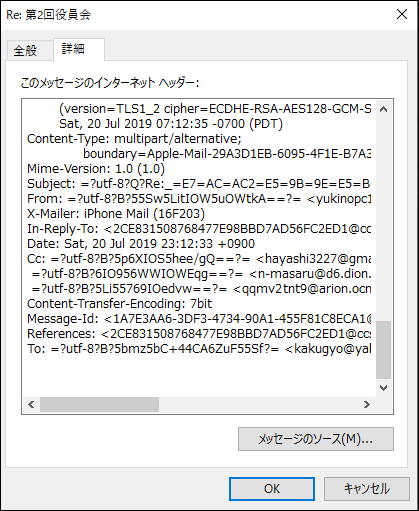 Re: 第2回役員会
全般
詳細
このメッセージのインターネット ヘッダー:
(version=TLS1_2 cipher=ECDHE-RSA-AES128-GCM-S
Sat, 20 Jul 2019 07:12:35 -0700 (PDT)
Content-Type: multipart/alternative;
boundary=Apple-Mail-29A3D1EB-6095-4F1E-B7A3
Mime-Version: 1.0 (1.0)
Subject: =?utf-8?Q?Re:_=E7=AC=AC2=E5=9B=9E=E5=B
From: =?utf-8?B?55Sw5LitIOW5uOWtkA==?= <yukinopc1
X-Mailer: iPhone Mail (16F203)
In-Reply-To: <2CE831508768477E98BBD7AD56FC2ED1@cc
Date: Sat, 20 Jul 2019 23:12:33 +0900
Cc: =?utf-8?B?5p6XIOS5hee/gQ==?= <hayashi3227@gma
=?utf-8?B?6IO956WWIOWEqg==?= <n-masaru@d6.dion.
=?utf-8?B?5Li55769IOedvw==?= <qqmv2tnt9@arion.ocn
Content-Transfer-Encoding: 7bit
Message-Id: <1A7E3AA6-3DF3-4734-90A1-455F81C8ECA1@
References: <2CE831508768477E98BBD7AD56FC2ED1@ccs
To: =?utf-8?B?5bmz5bC+44CA6ZuF55Sf?= <kakugyo@yal
メッセージのソース(M)...
OK
キャンセル